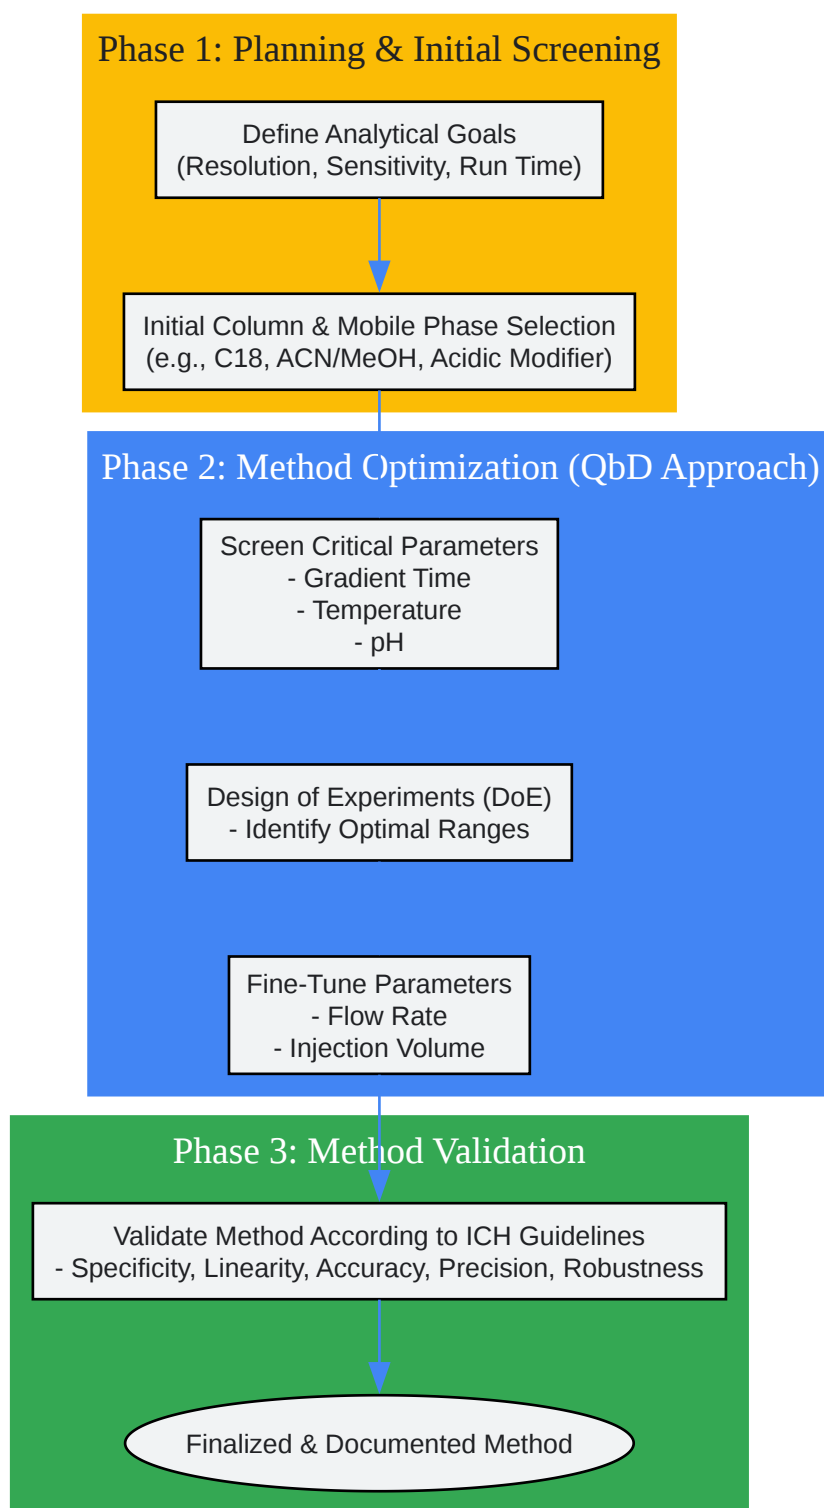 Phase 1: Planning & Initial Screening
Define Analytical Goals
(Resolution, Sensitivity, Run Time)
Initial Column & Mobile Phase Selection
(e.g., C18, ACN/MeOH, Acidic Modifier)
Phase 2: Method Optimization (QbD Approach)
Screen Critical Parameters
- Gradient Time
- Temperature
- pH
Design of Experiments (DoE)
- Identify Optimal Ranges
Fine-Tune Parameters
- Flow Rate
- Injection Volume
Phase 3: Method Validation
Validate Method According to ICH Guidelines
- Specificity, Linearity, Accuracy, Precision, Robustness
Finalized & Documented Method